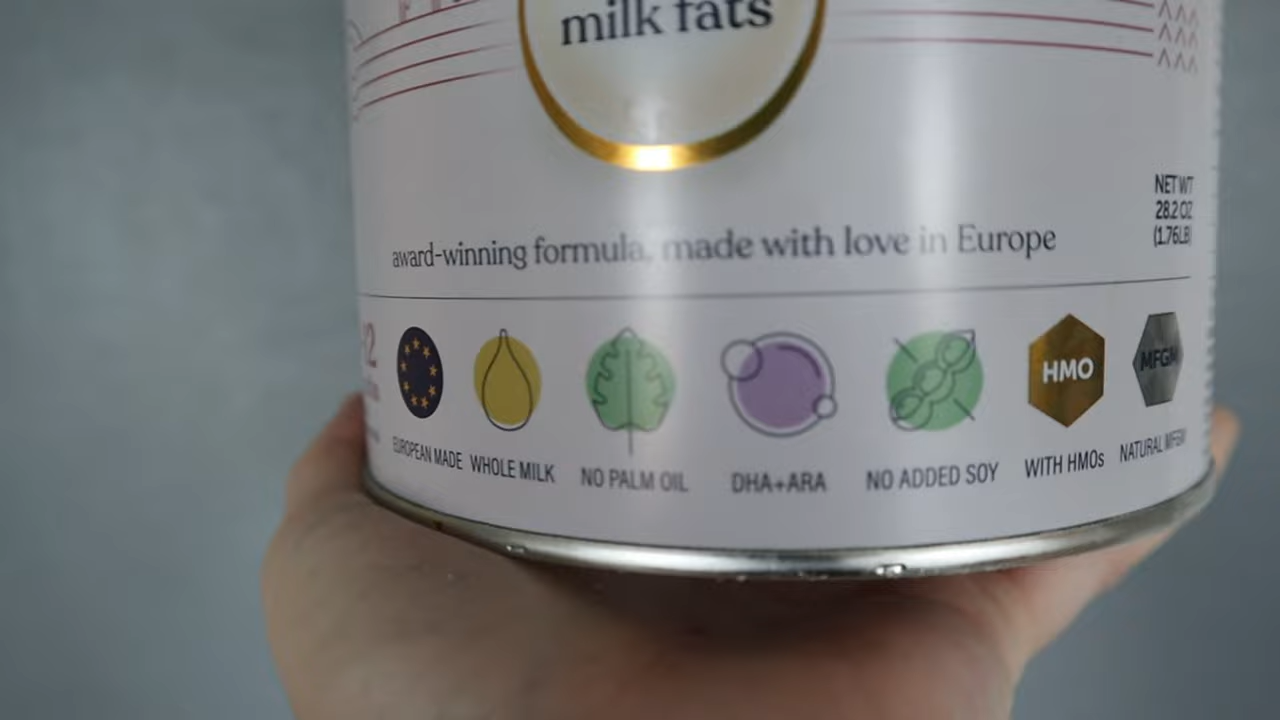 milk fats
NET WT
28.2 OZ
(1.76LB)
award-winning formula, made with love in Europe
HMO
MFGM
EUROPEAN MADE
WHOLE MILK
NO PALM OIL
DHA+ARA
NO ADDED SOY
WITH HMOs
NATURAL MFGM